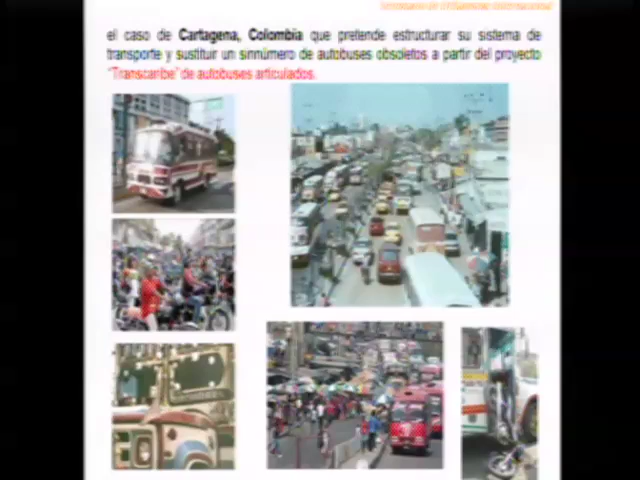 el caso de Cartagena, Colombia que pretende estructurar su sistema de
transporte y sustituir un sinnúmero de autobuses obsoletos a partir del proyecto
“Transcaribe” de autobuses articulados.